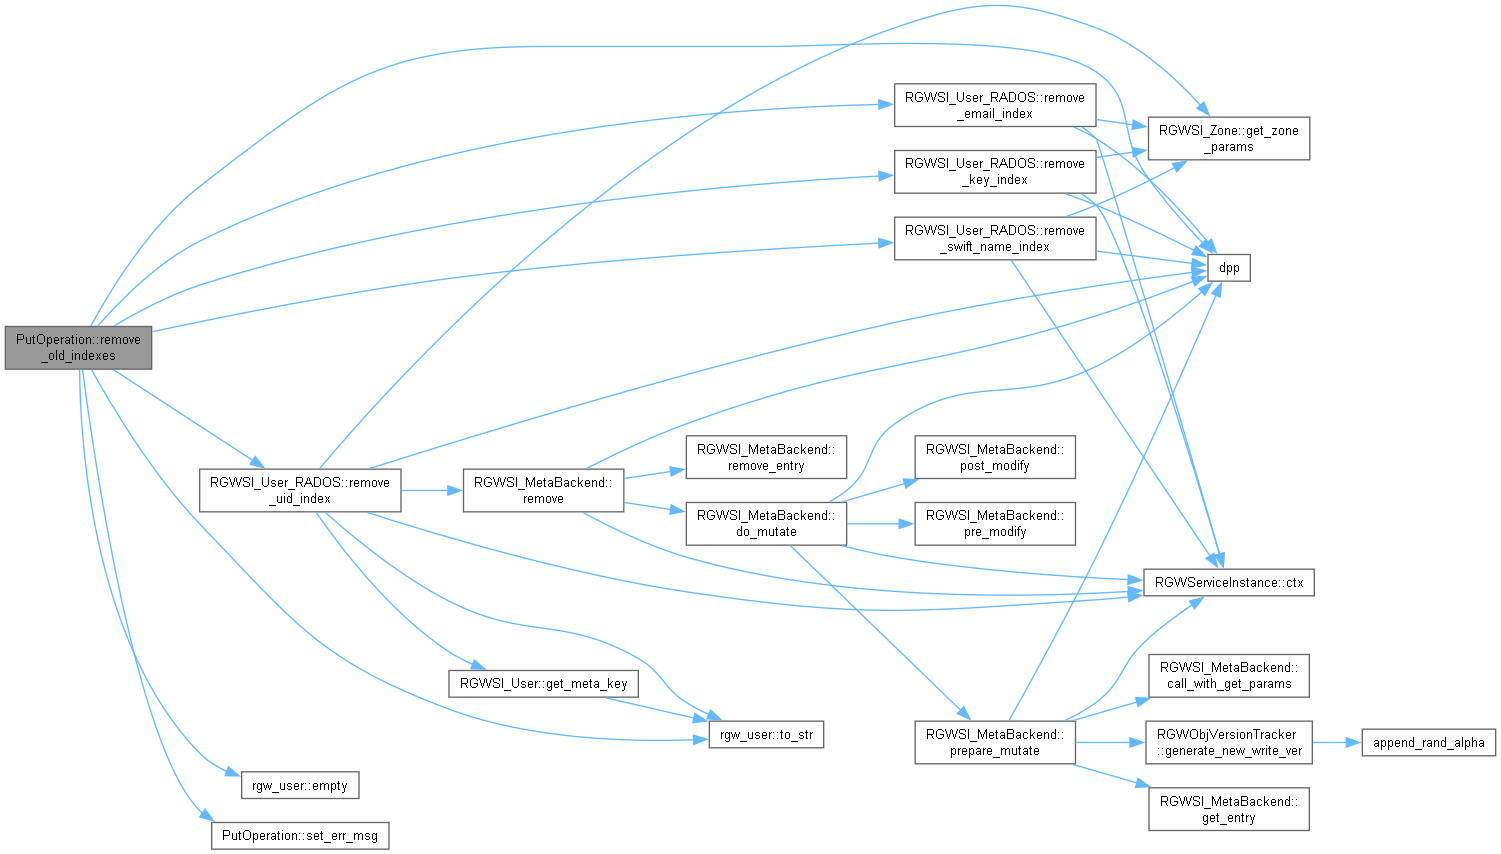 RGWSI_User_RADOS::remove
_email_index
RGWSI_Zone::get_zone
_params
RGWSI_User_RADOS::remove
_key_index
RGWSI_User_RADOS::remove
_swift_name_index
dpp
PutOperation::remove
_old_indexes
RGWSI_MetaBackend::
remove_entry
RGWSI_MetaBackend::
post_modify
RGWSI_User_RADOS::remove
_uid_index
RGWSI_MetaBackend::
remove
RGWSI_MetaBackend::
do_mutate
RGWSI_MetaBackend::
pre_modify
RGWServiceInstance::ctx
RGWSI_User::get_meta_key
RGWSI_MetaBackend::
call_with_get_params
rgw_user::to_str
RGWSI_MetaBackend::
prepare_mutate
RGWObjVersionTracker
::generate_new_write_ver
append_rand_alpha
rgw_user::empty
RGWSI_MetaBackend::
get_entry
PutOperation::set_err_msg